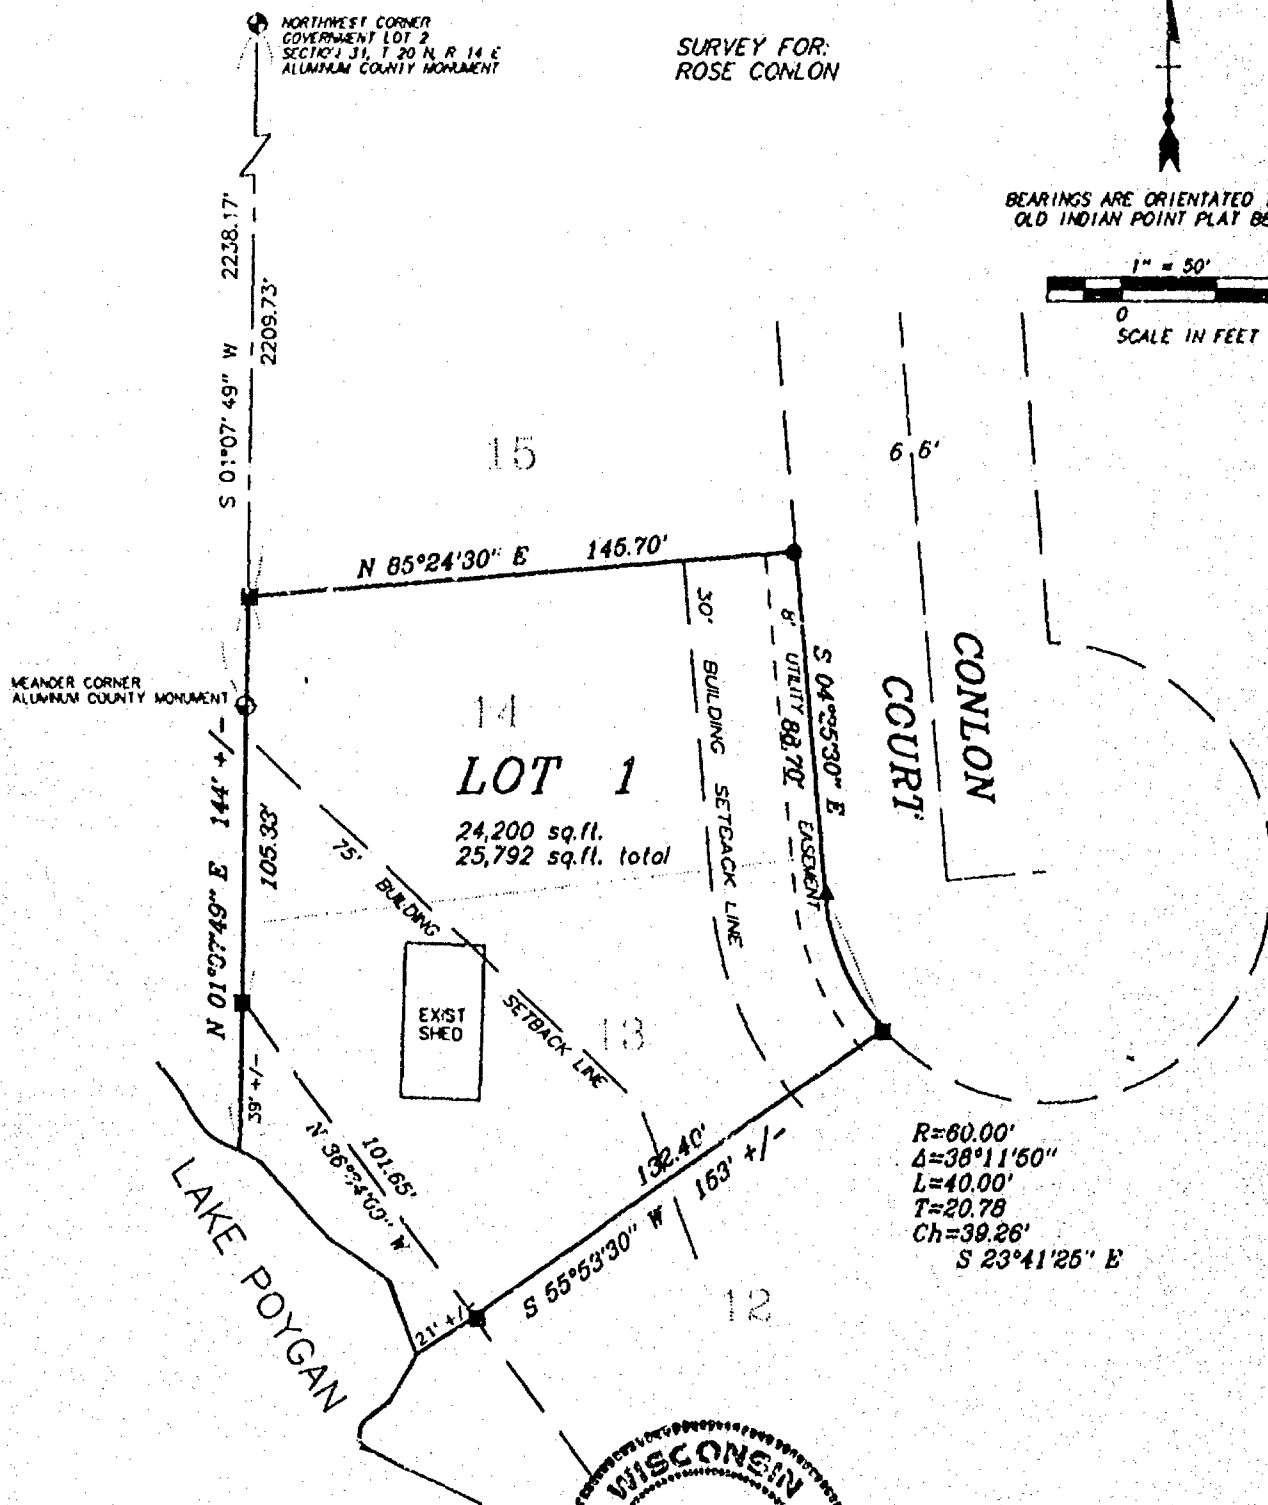 NORTHWEST CORNER
GOVERNMENT LOT 2
SECTION 31, T 20 N, R 14 E
ALUMINUM COUNTY MONUMENT
SURVEY FOR:
ROSE CONLON
BEARINGS ARE ORIENTATED
OLD INDIAN POINT PLAT
1" = 50'
0
SCALE IN FEET
S 01°07'49" W 2238.17'
2209.73'
15
66'
N 85°24'30" E 145.70'
MEANDER CORNER
ALUMINUM COUNTY MONUMENT
14
LOT 1
24,200 sq.ft.
25,792 sq.ft. total
30' BUILDING SETBACK LINE
8' UTILITY EASEMENT
S 04°25'30" E
CONLON
COURT
N 01°07'49" E 144' +/-
105.33'
75' BUILDING SETBACK LINE
EXIST
SHED
13
39' +/-
101.65'
N 36° W
132.40'
S 55°53'30" W 153' +/-
21' +/-
LAKE POYGAN
12
R=60.00'
Δ=38°11'50"
L=40.00'
T=20.78
Ch=39.26'
S 23°41'25" E
WISCONSIN